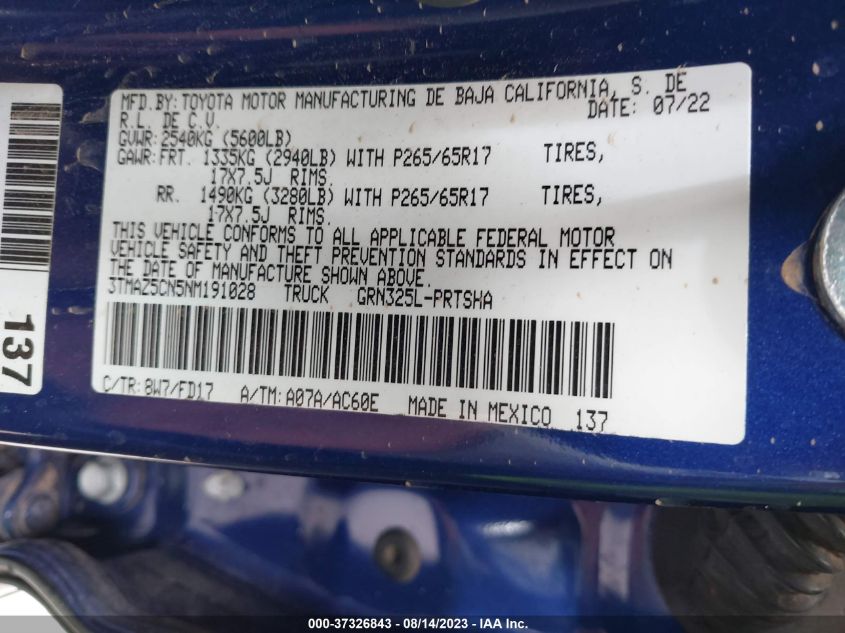 MFD.BY: TOYOTA MOTOR MANUFACTURING DE BAJA CALIFORNIA, S. DE
R.L. DE C.V. DATE: 07/22
GVWR: 2540KG (5600LB)
GAWR: FRT. 1335KG (2940LB) WITH P265/65R17 TIRES,
17X7.5J RIMS.
RR. 1490KG (3280LB) WITH P265/65R17 TIRES,
17X7.5J RIMS.
THIS VEHICLE CONFORMS TO ALL APPLICABLE FEDERAL MOTOR
VEHICLE SAFETY AND THEFT PREVENTION STANDARDS IN EFFECT ON
THE DATE OF MANUFACTURE SHOWN ABOVE.
3TMAZ5CN5NM191028 TRUCK GRN325L-PRTSHA
C/TR: 8W7/FD17 A/TM: A07A/AC60E MADE IN MEXICO 137
137
000-37326843 - 08/14/2023 - IAA Inc.